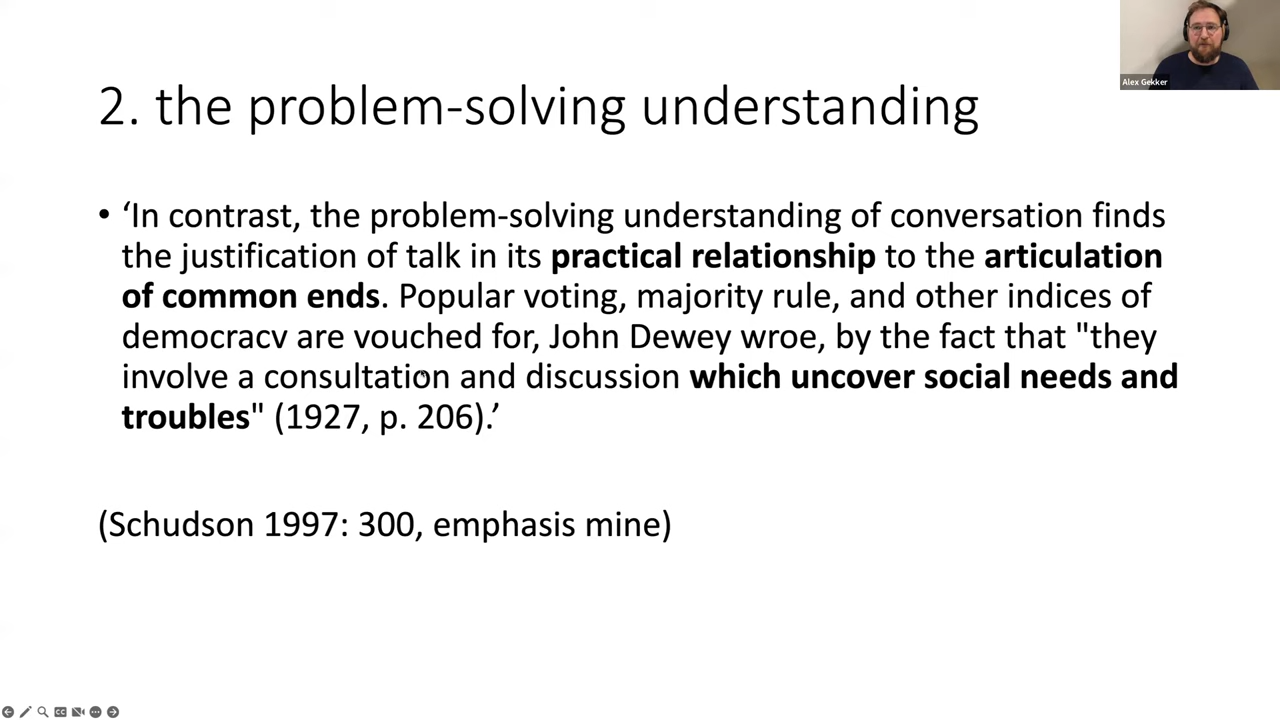 Alex Gekker
2. the problem-solving understanding
• ‘In contrast, the problem-solving understanding of conversation finds
the justification of talk in its practical relationship to the articulation
of common ends. Popular voting, majority rule, and other indices of
democracv are vouched for, John Dewey wroe, by the fact that "they
involve a consultation and discussion which uncover social needs and
troubles" (1927, p. 206).’
(Schudson 1997: 300, emphasis mine)